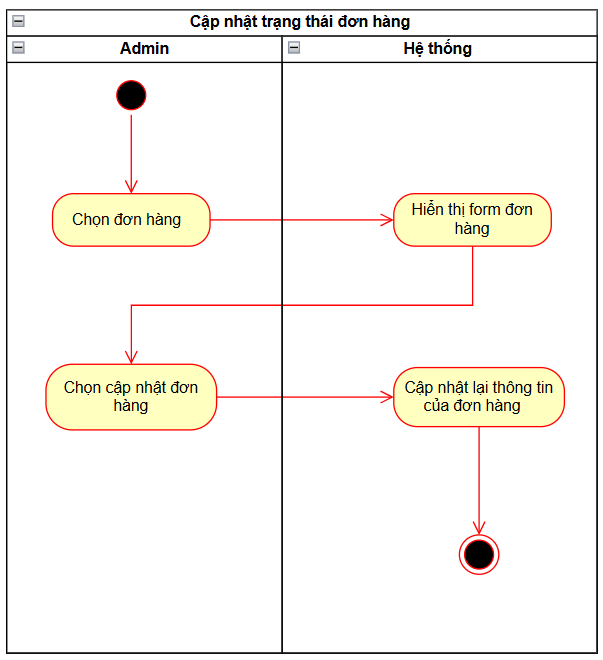 Cập nhật trạng thái đơn hàng
Admin
Hệ thống
Chọn đơn hàng
Hiển thị form đơn
hàng
Chọn cập nhật đơn
hàng
Cập nhật lại thông tin
của đơn hàng